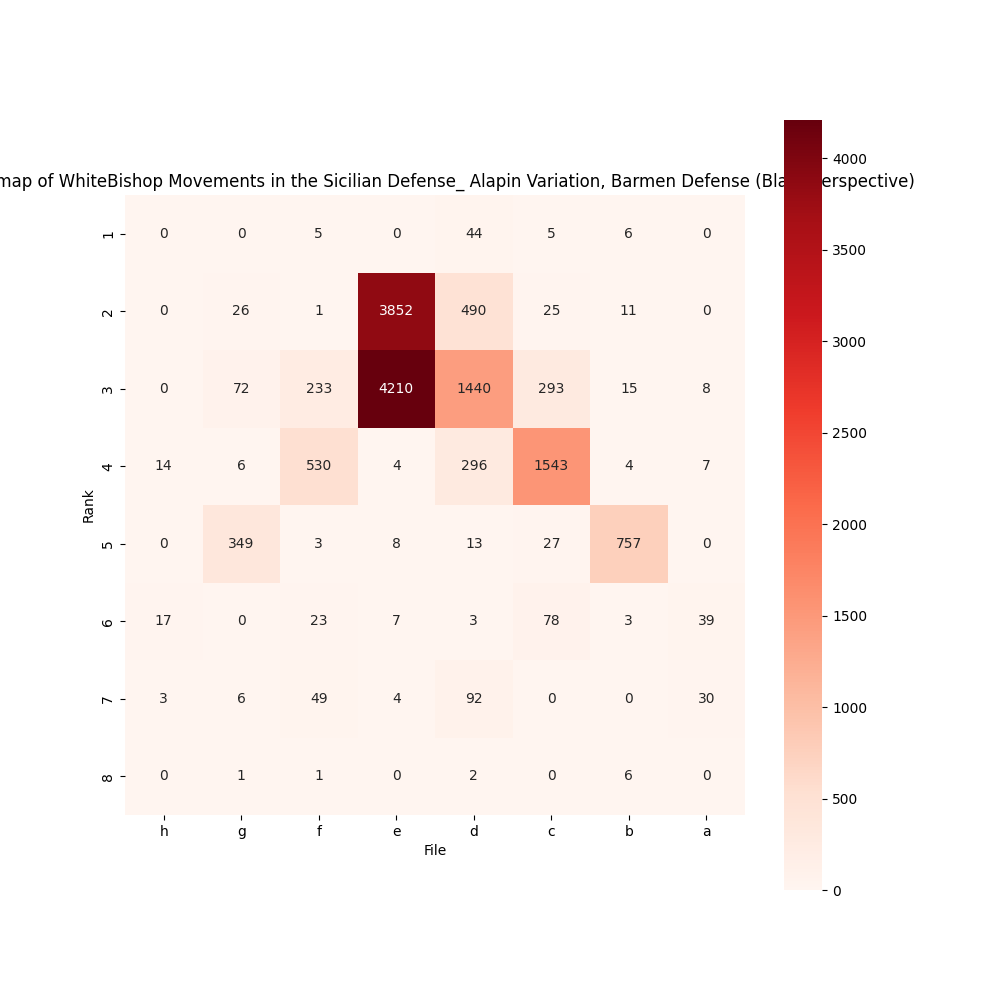 map of WhiteBishop Movements in the Sicilian Defense_ Alapin Variation, Barmen Defense (Bla erspective)
4000
3500
3000
2500
2000
1500
1000
500
0
Rank
1 0 0 5 0 44 5 6 0
2 0 26 1 3852 490 25 11 0
3 0 72 233 4210 1440 293 15 8
4 14 6 530 4 296 1543 4 7
5 0 349 3 8 13 27 757 0
6 17 0 23 7 3 78 3 39
7 3 6 49 4 92 0 0 30
8 0 1 1 0 2 0 6 0
h g f e d c b a
File